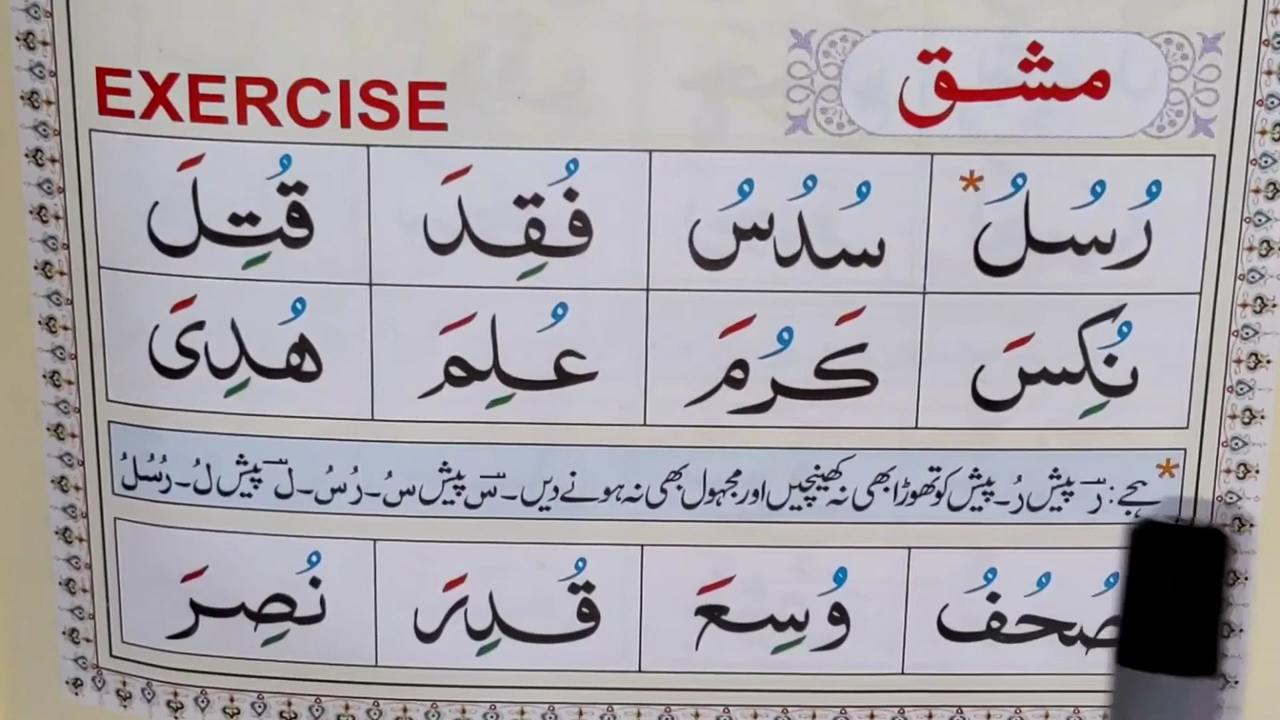 EXERCISE مشق
رُسُلُ* سُدُسُ فُقِدَ قُتِلَ
نُكِسَ كَرُمَ عُلِمَ هُدِىَ
*ہجے: رَ پیش رُ۔ پیش کو تھوڑا بھی نہ کھینچیں اور مجہول بھی نہ ہونے دیں۔ سَ پیش سُ۔ رُسُ۔ لَ پیش لُ۔ رُسُلُ
صُحُفُ وُسِعَ قُدِرَ نُصِرَ